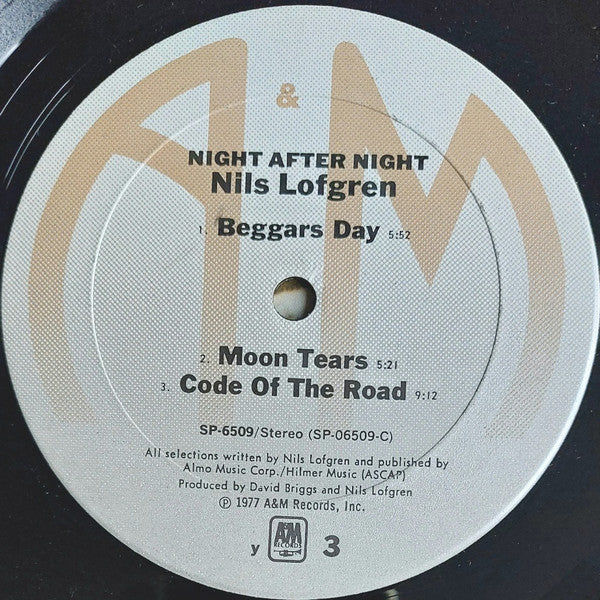 A & M
NIGHT AFTER NIGHT
Nils Lofgren
1. Beggars Day 5:52
2. Moon Tears 5:21
3. Code Of The Road 9:12
SP-6509/Stereo (SP-06509-C)
All selections written by Nils Lofgren and published by
Almo Music Corp./Hilmer Music (ASCAP)
Produced by David Briggs and Nils Lofgren
℗ 1977 A&M Records, Inc.
y A&M RECORDS 3